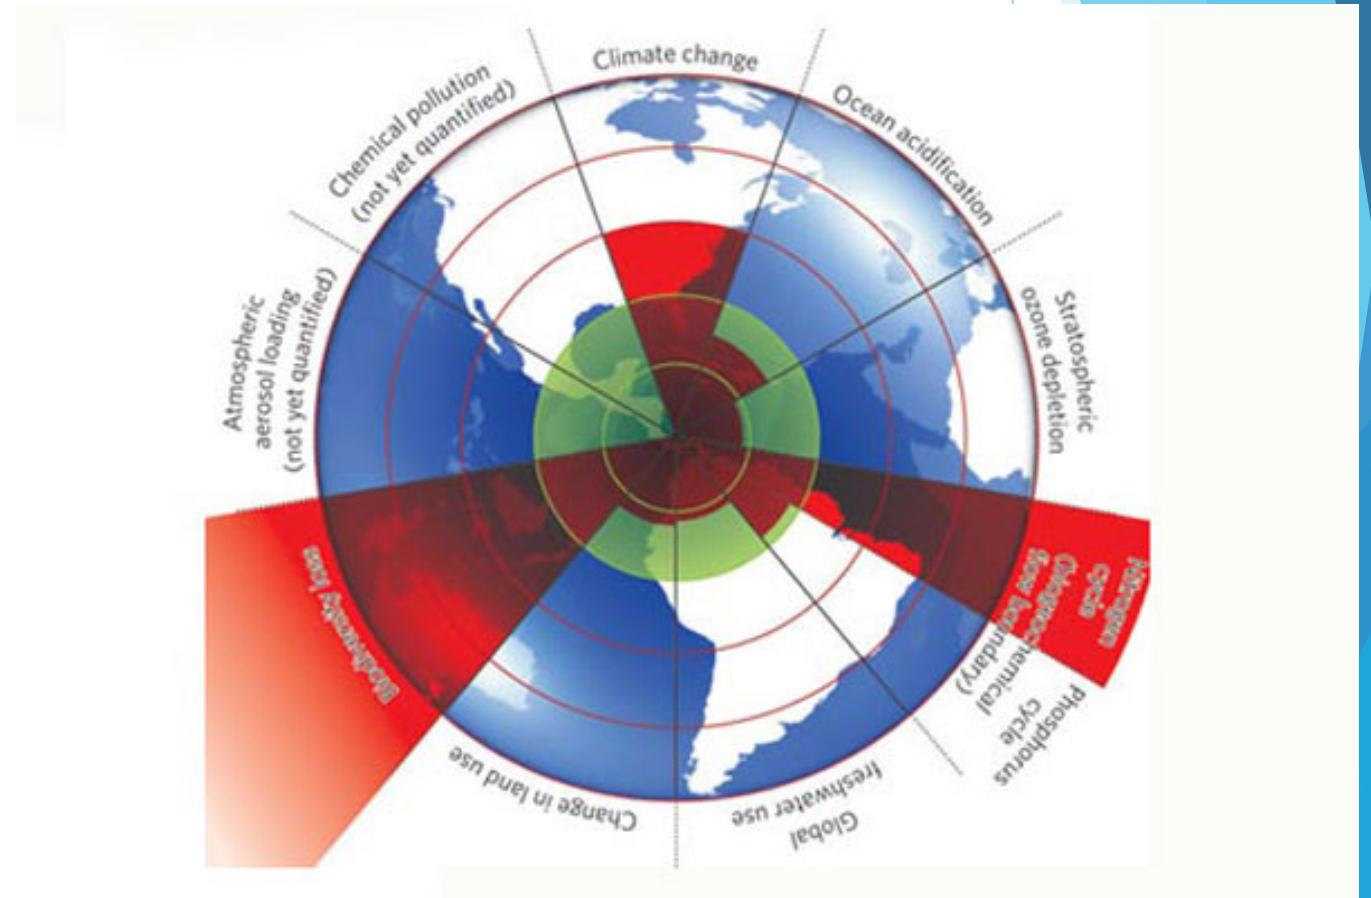 Climate change
Ocean acidification
Stratospheric
ozone depletion
Nitrogen
cycle
(biogeochemical
flow boundary)
Phosphorus
cycle
Global
freshwater use
Change in land use
Biodiversity loss
Atmospheric
aerosol loading
(not yet quantified)
Chemical pollution
(not yet quantified)